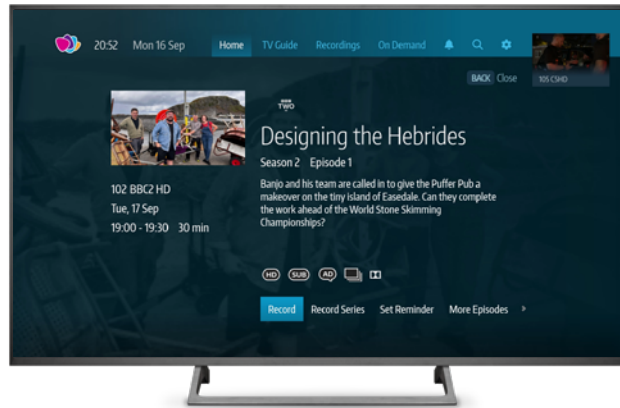 20:52 Mon 16 Sep Home TV Guide Recordings On Demand
BACK Close
105 CSHD
BBC
TWO
Designing the Hebrides
Season 2 Episode 1
Banjo and his team are called in to give the Puffer Pub a
makeover on the tiny island of Easedale. Can they complete
the work ahead of the World Stone Skimming
Championships?
102 BBC2 HD
Tue, 17 Sep
19:00 - 19:30 30 min
HD SUB AD
Record Record Series Set Reminder More Episodes